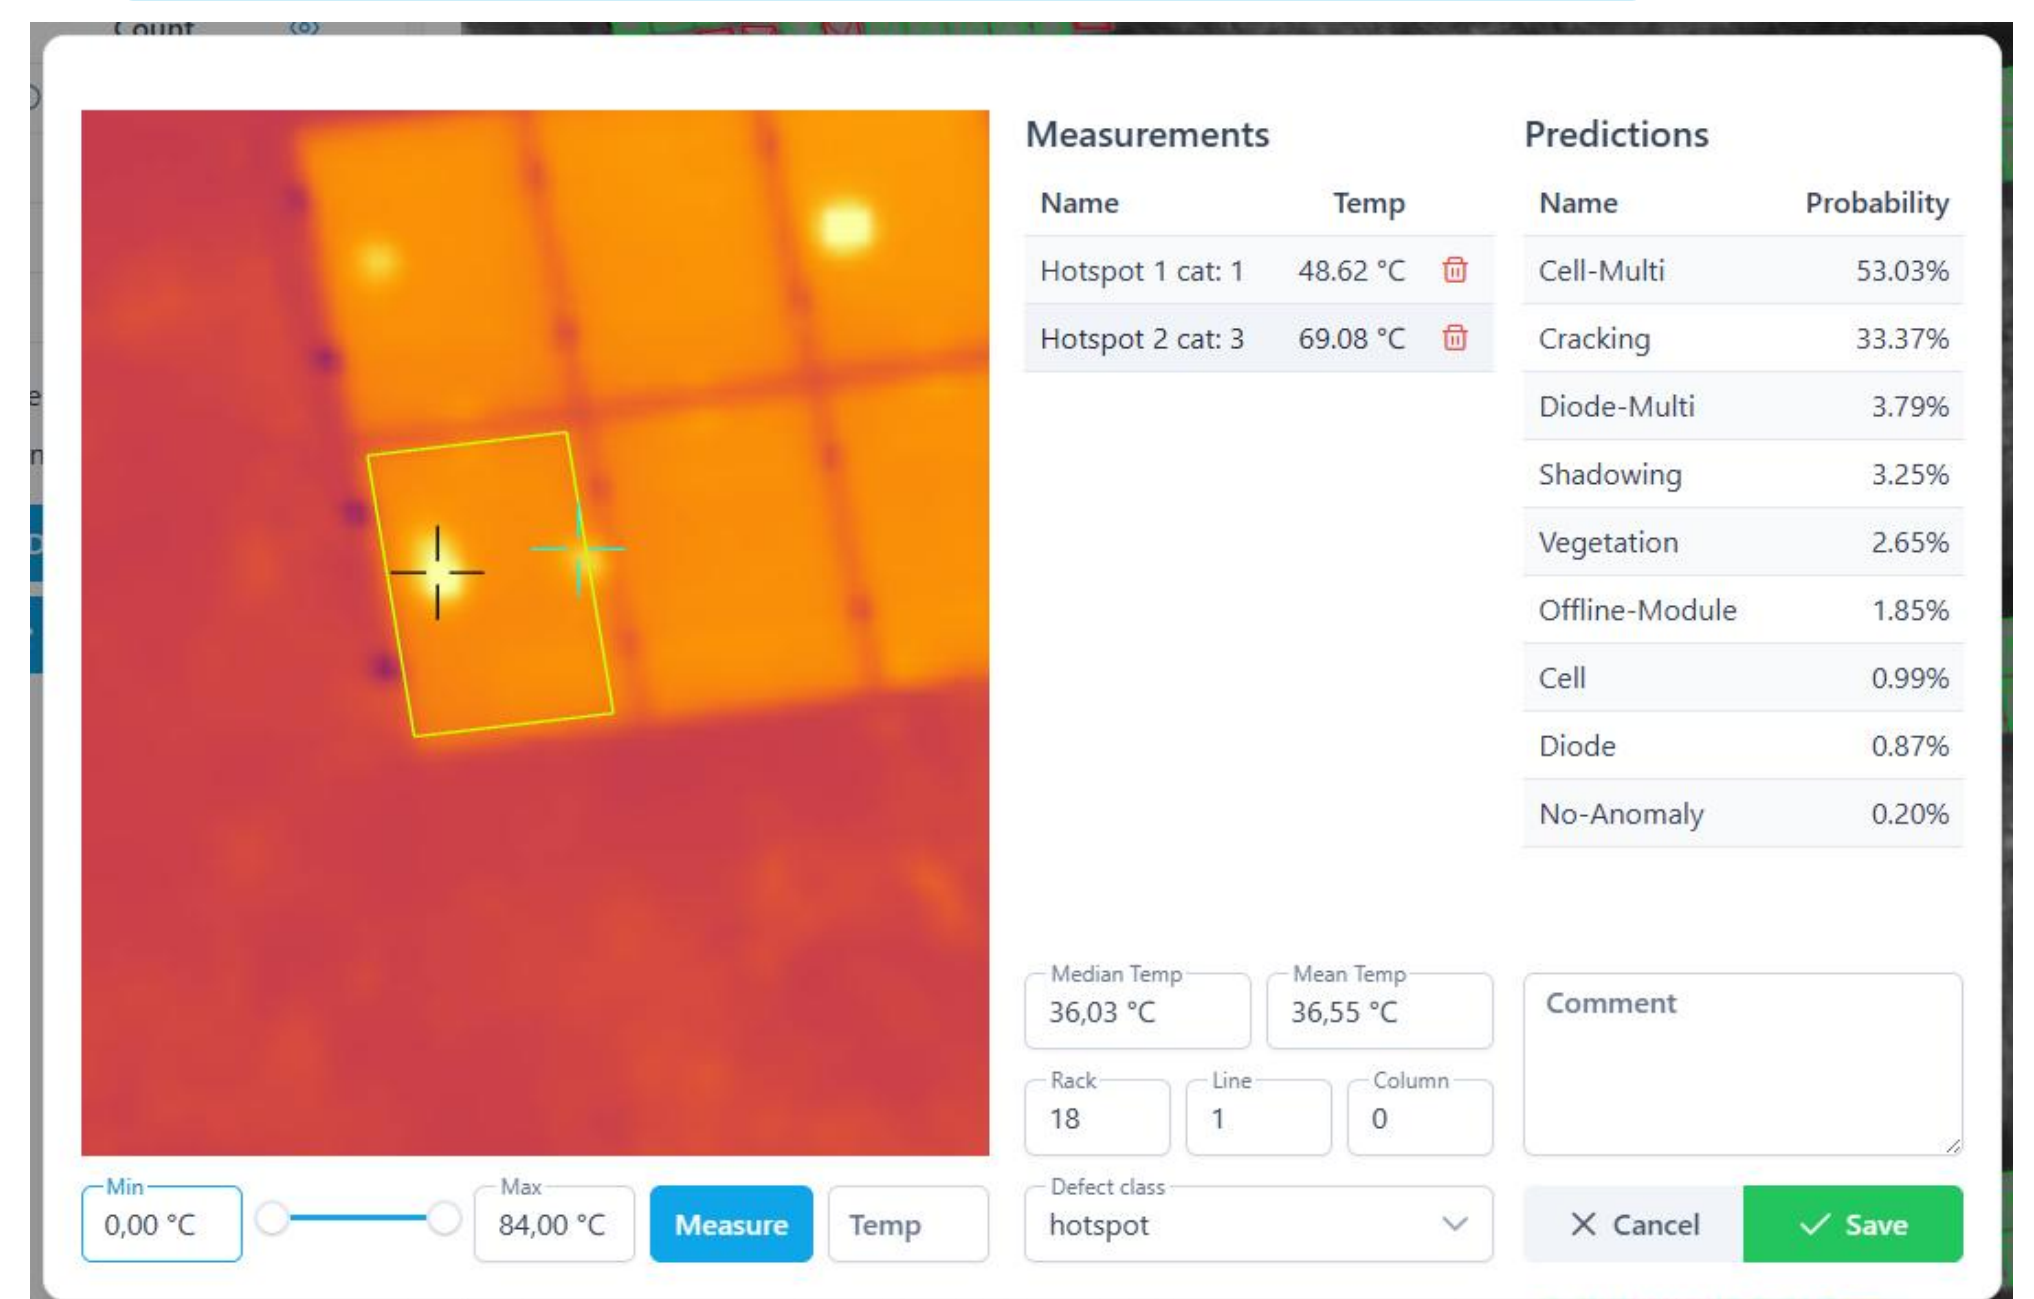 Count
Measurements
Name Temp
Hotspot 1 cat: 1 48.62 °C
Hotspot 2 cat: 3 69.08 °C
Predictions
Name Probability
Cell-Multi 53.03%
Cracking 33.37%
Diode-Multi 3.79%
Shadowing 3.25%
Vegetation 2.65%
Offline-Module 1.85%
Cell 0.99%
Diode 0.87%
No-Anomaly 0.20%
Median Temp
36,03 °C
Mean Temp
36,55 °C
Comment
Rack
18
Line
1
Column
0
Min
0,00 °C
Max
84,00 °C
Measure
Temp
Defect class
hotspot
Cancel
Save